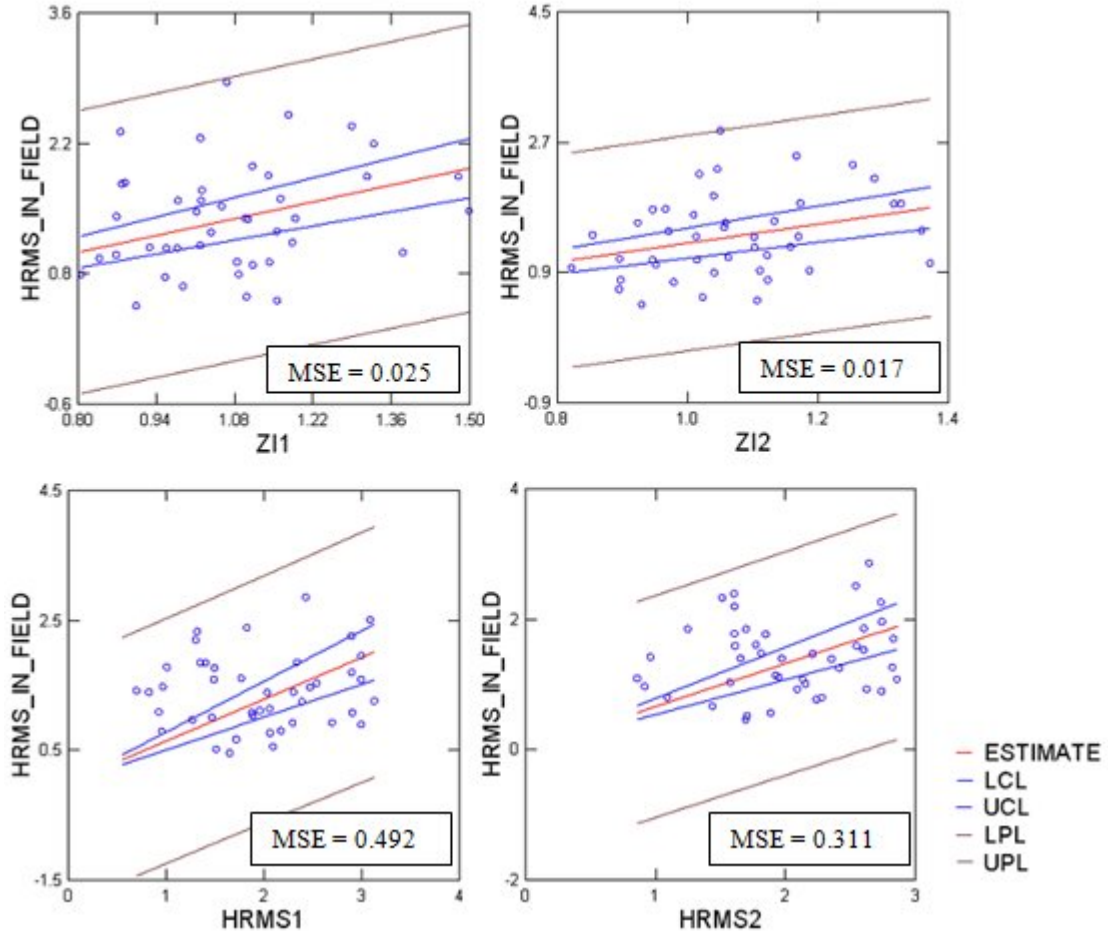 3.6
2.2
0.8
-0.6
HRMS_IN_FIELD
0.80 0.94 1.08 1.22 1.36 1.50
ZI1
MSE = 0.025
4.5
2.7
0.9
-0.9
HRMS_IN_FIELD
0.8 1.0 1.2 1.4
ZI2
MSE = 0.017
4.5
2.5
0.5
-1.5
HRMS_IN_FIELD
0 1 2 3 4
HRMS1
MSE = 0.492
4
2
0
-2
HRMS_IN_FIELD
0 1 2 3
HRMS2
MSE = 0.311
ESTIMATE
LCL
UCL
LPL
UPL